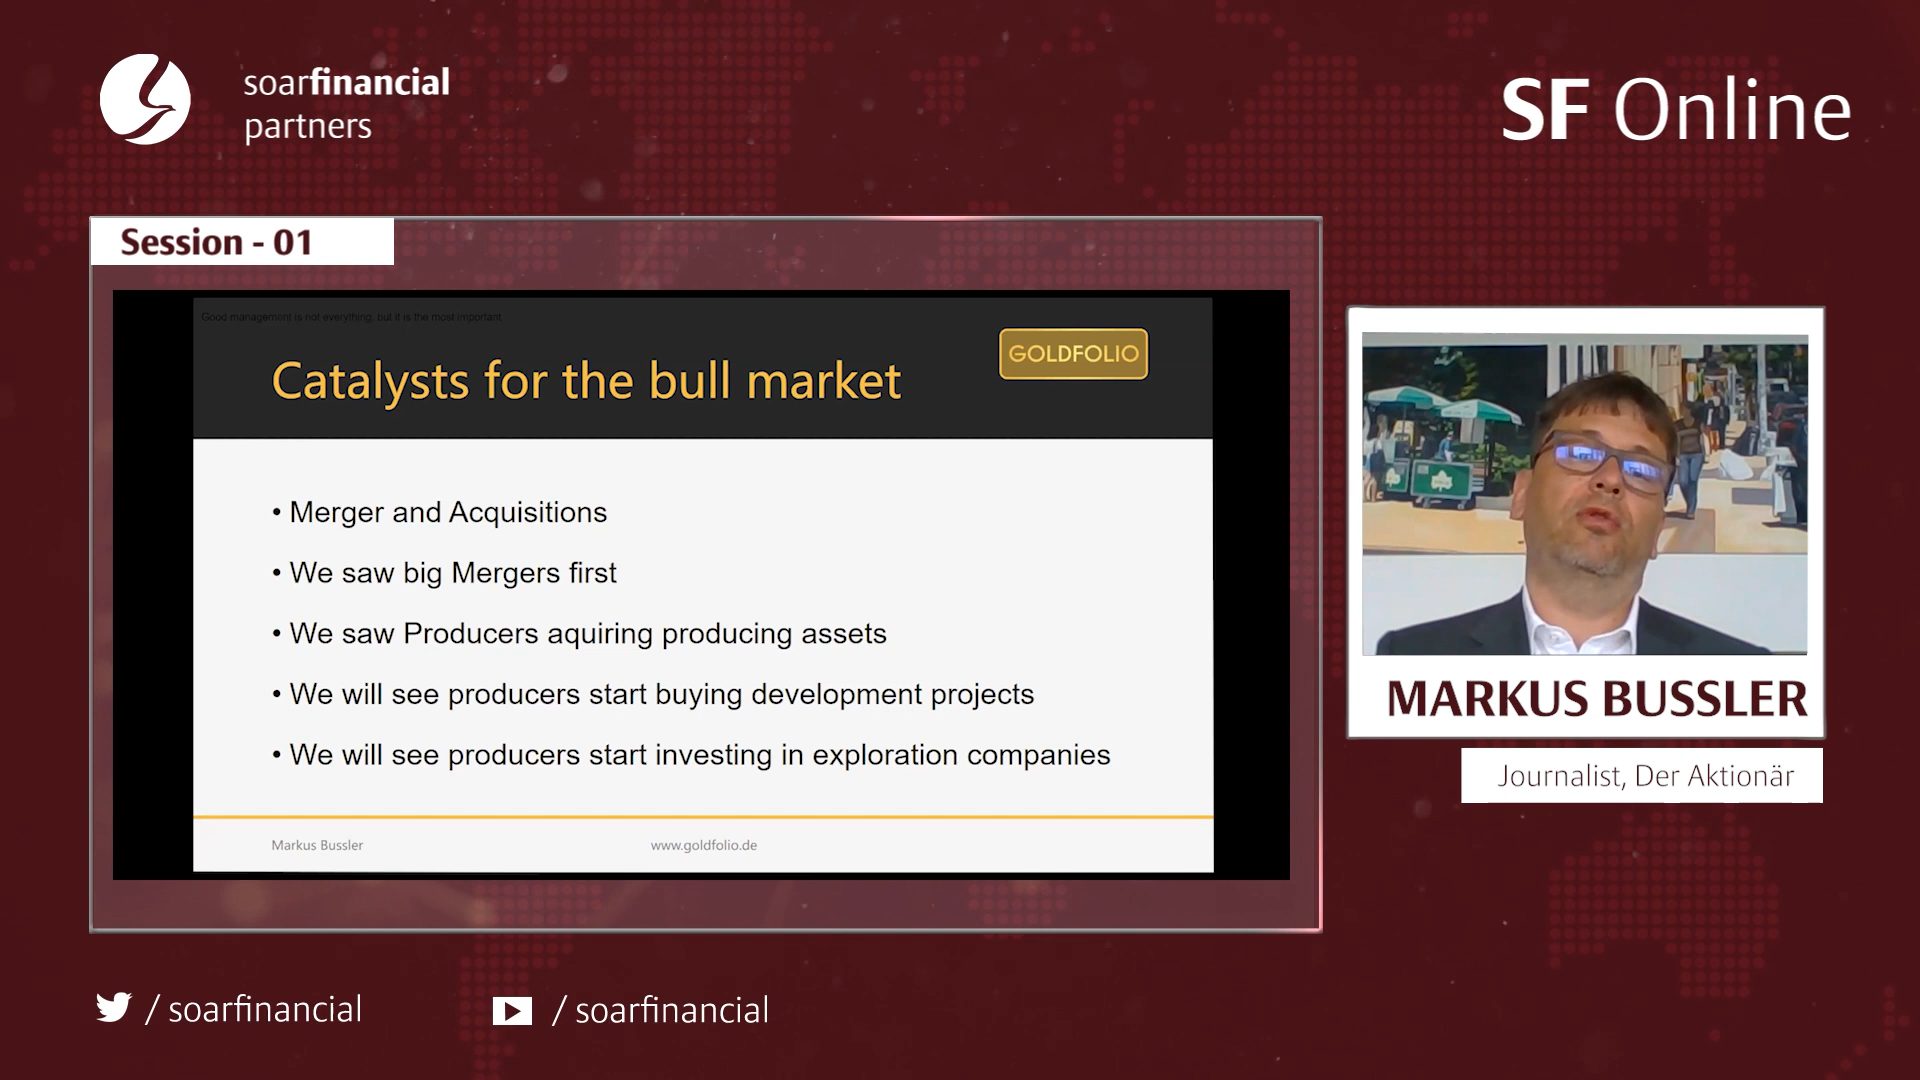 soarfinancial
partners
SF Online
Session - 01
Good management is not everything, but it is the most important.
GOLDFOLIO
Catalysts for the bull market
• Merger and Acquisitions
• We saw big Mergers first
• We saw Producers aquiring producing assets
• We will see producers start buying development projects
• We will see producers start investing in exploration companies
Markus Bussler
www.goldfolio.de
MARKUS BUSSLER
Journalist, Der Aktionär
/ soarfinancial
/ soarfinancial